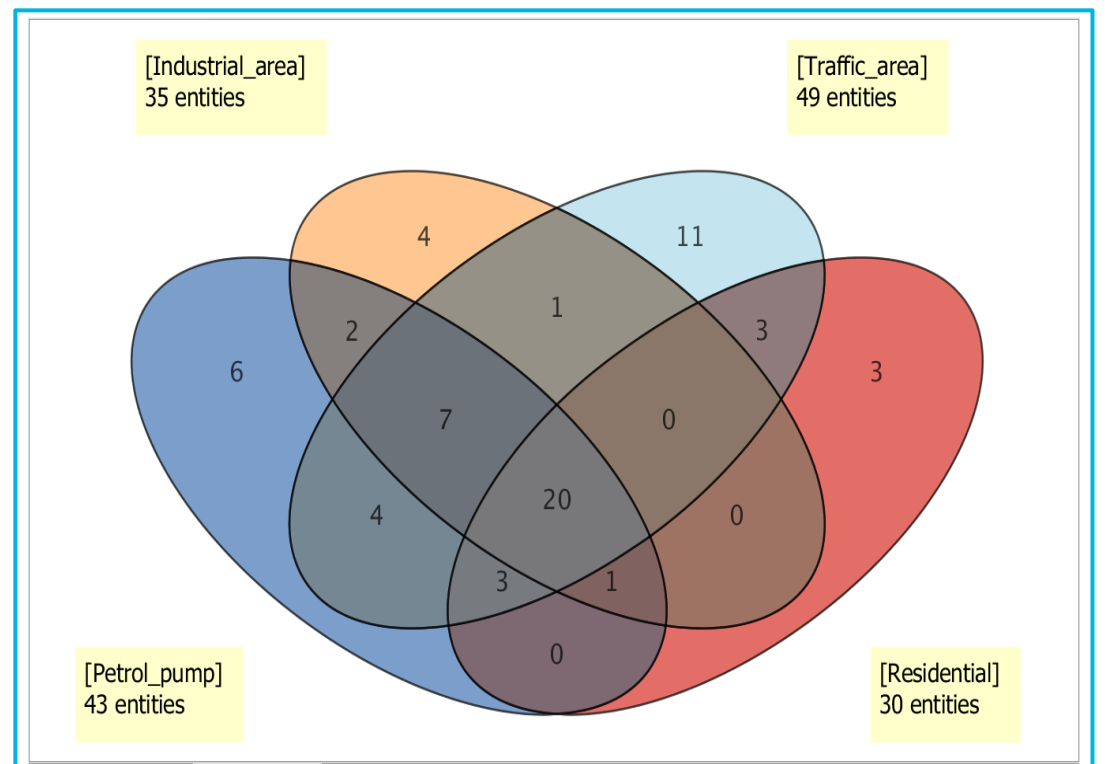 [Industrial_area]
35 entities
[Traffic_area]
49 entities
4
11
1
2
3
6
3
7
0
20
4
0
3
1
0
[Petrol_pump]
43 entities
[Residential]
30 entities